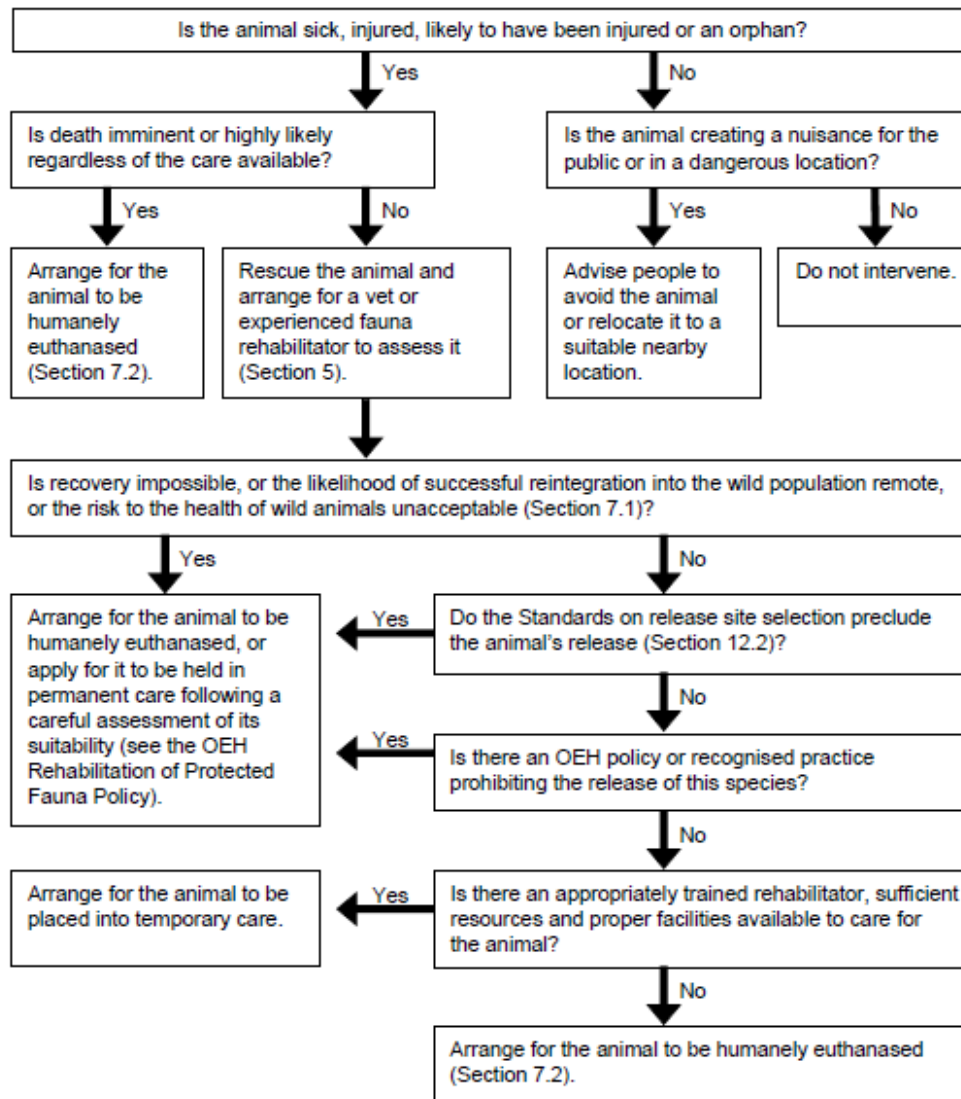 Is the animal sick, injured, likely to have been injured or an orphan?
Yes
No
Is death imminent or highly likely
regardless of the care available?
Is the animal creating a nuisance for the
public or in a dangerous location?
Yes
No
Yes
No
Arrange for the
animal to be
humanely
euthanased
(Section 7.2).
Rescue the animal and
arrange for a vet or
experienced fauna
rehabilitator to assess it
(Section 5).
Advise people to
avoid the animal
or relocate it to a
suitable nearby
location.
Do not intervene.
Is recovery impossible, or the likelihood of successful reintegration into the wild population remote,
or the risk to the health of wild animals unacceptable (Section 7.1)?
Yes
No
Arrange for the animal to be
humanely euthanased, or
apply for it to be held in
permanent care following a
careful assessment of its
suitability (see the OEH
Rehabilitation of Protected
Fauna Policy).
Yes
Do the Standards on release site selection preclude
the animal's release (Section 12.2)?
No
Yes
Is there an OEH policy or recognised practice
prohibiting the release of this species?
No
Arrange for the animal to be
placed into temporary care.
Yes
Is there an appropriately trained rehabilitator, sufficient
resources and proper facilities available to care for
the animal?
No
Arrange for the animal to be humanely euthanased
(Section 7.2).